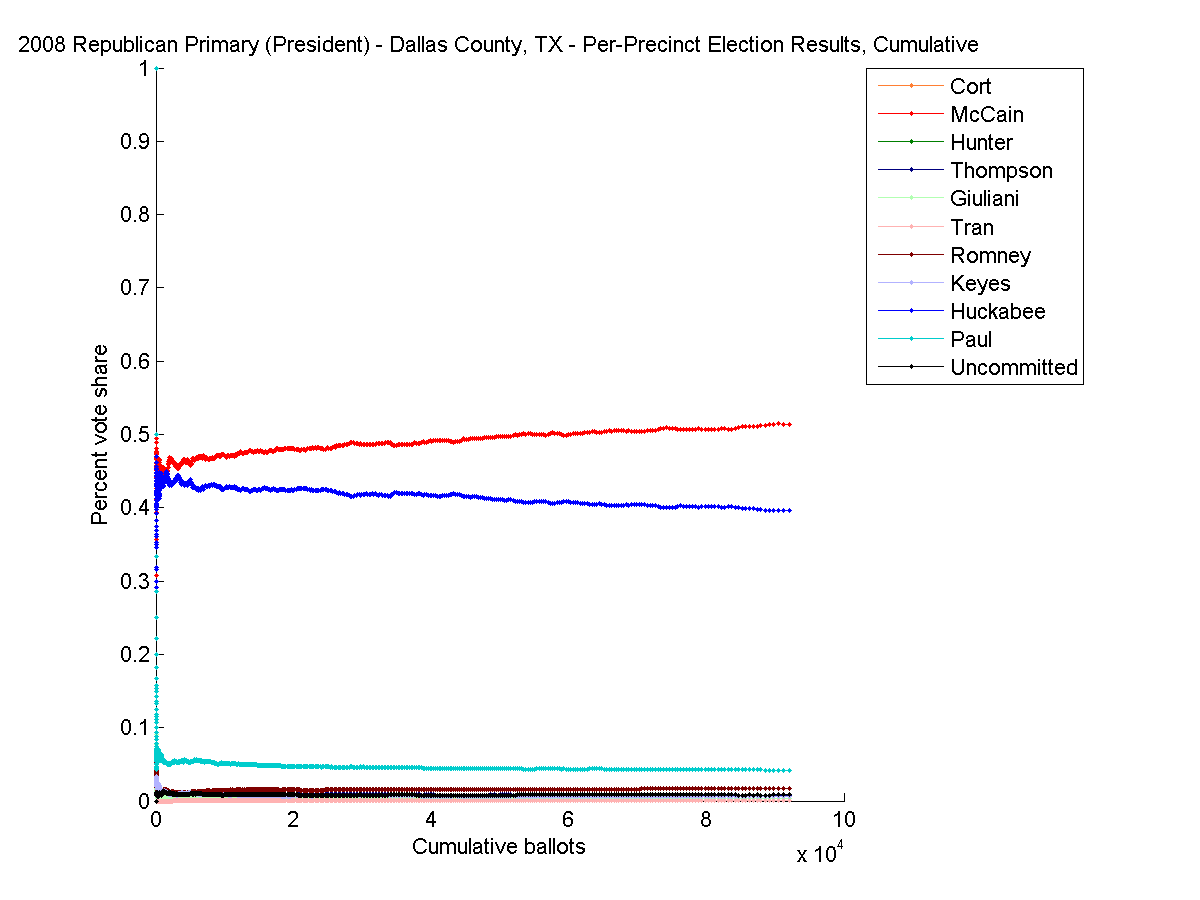 2008 Republican Primary (President) - Dallas County, TX - Per-Precinct Election Results, Cumulative
1
0.9
0.8
0.7
0.6
0.5
0.4
0.3
0.2
0.1
0
Percent vote share
0 2 4 6 8 10
Cumulative ballots
x 10^4
Cort
McCain
Hunter
Thompson
Giuliani
Tran
Romney
Keyes
Huckabee
Paul
Uncommitted